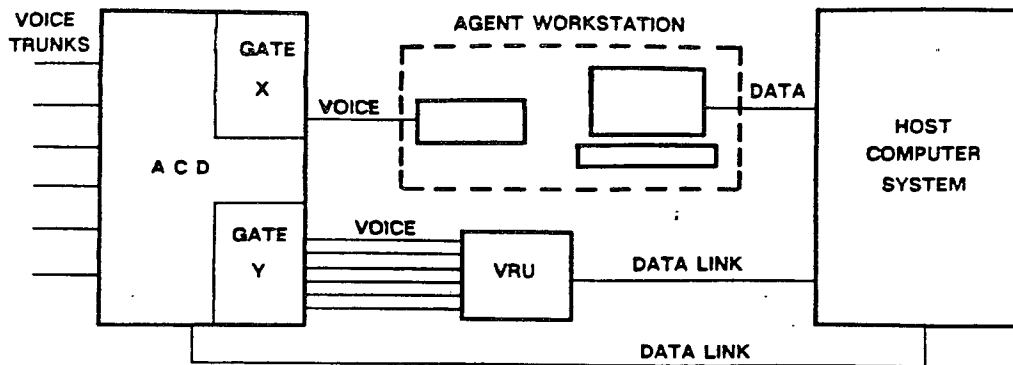 VOICE
TRUNKS
GATE
X
A C D
GATE
Y
VOICE
AGENT WORKSTATION
DATA
HOST
COMPUTER
SYSTEM
VOICE
VRU
DATA LINK
DATA LINK